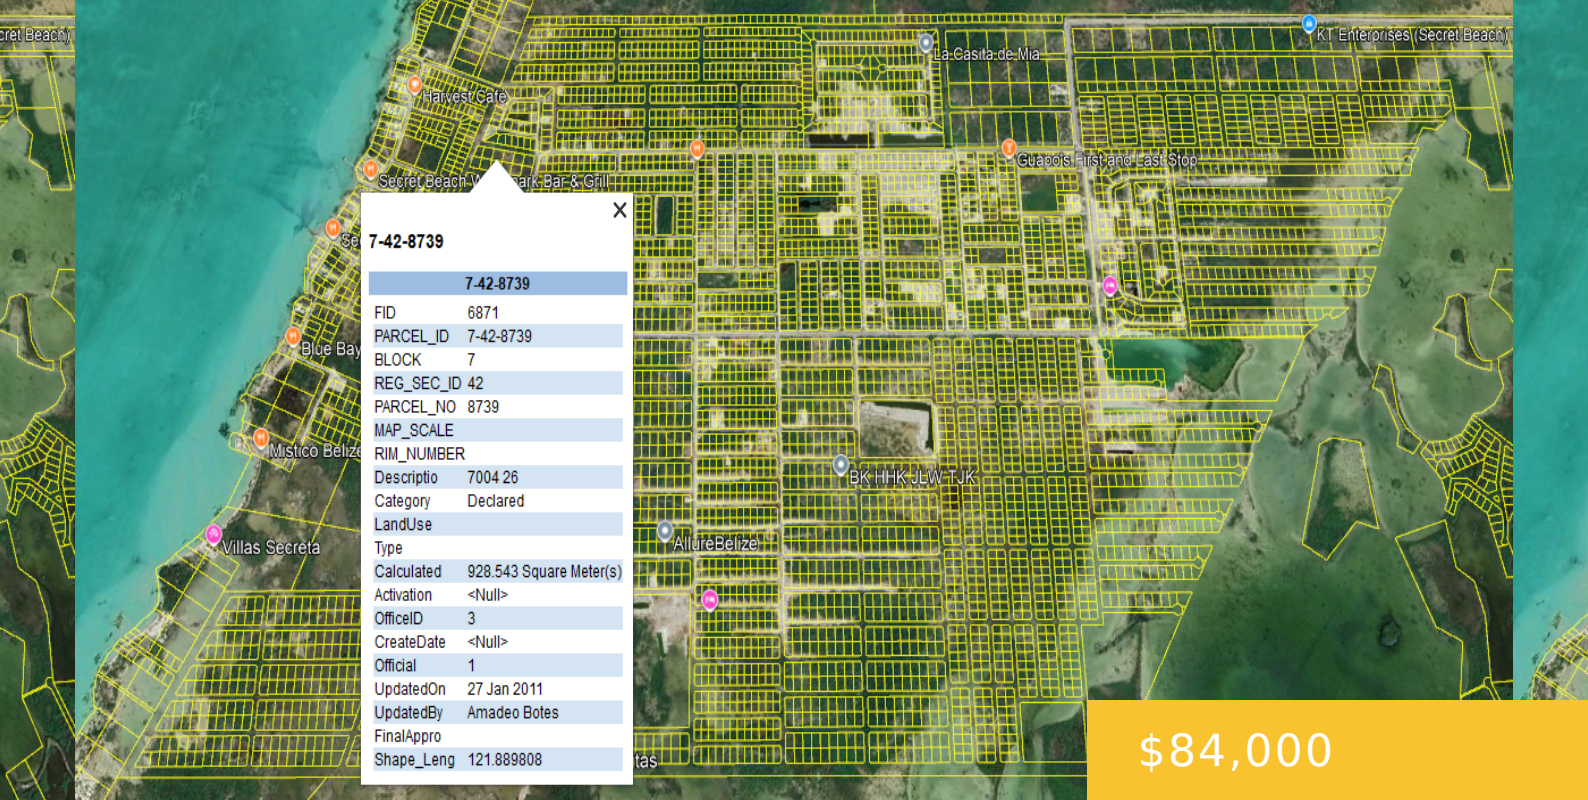 cret Beach)
La Casita de Mia
KT Enterprises (Secret Beach)
Harvest Cafe
Guapo's First and Last Stop
Secret Beach W park Bar & Grill
Se
7-42-8739
7-42-8739
FID 6871
PARCEL_ID 7-42-8739
BLOCK 7
REG_SEC_ID 42
PARCEL_NO 8739
MAP_SCALE
RIM_NUMBER
Descriptio 7004 26
Category Declared
LandUse
Type
Calculated 928.543 Square Meter(s)
Activation <Null>
OfficeID 3
CreateDate <Null>
Official 1
UpdatedOn 27 Jan 2011
UpdatedBy Amadeo Botes
FinalAppro
Shape_Leng 121.889808
Blue Bay
Mistico Belize
BK HHK JLW TJK
AllureBelize
Villas Secreta
tas
$84,000